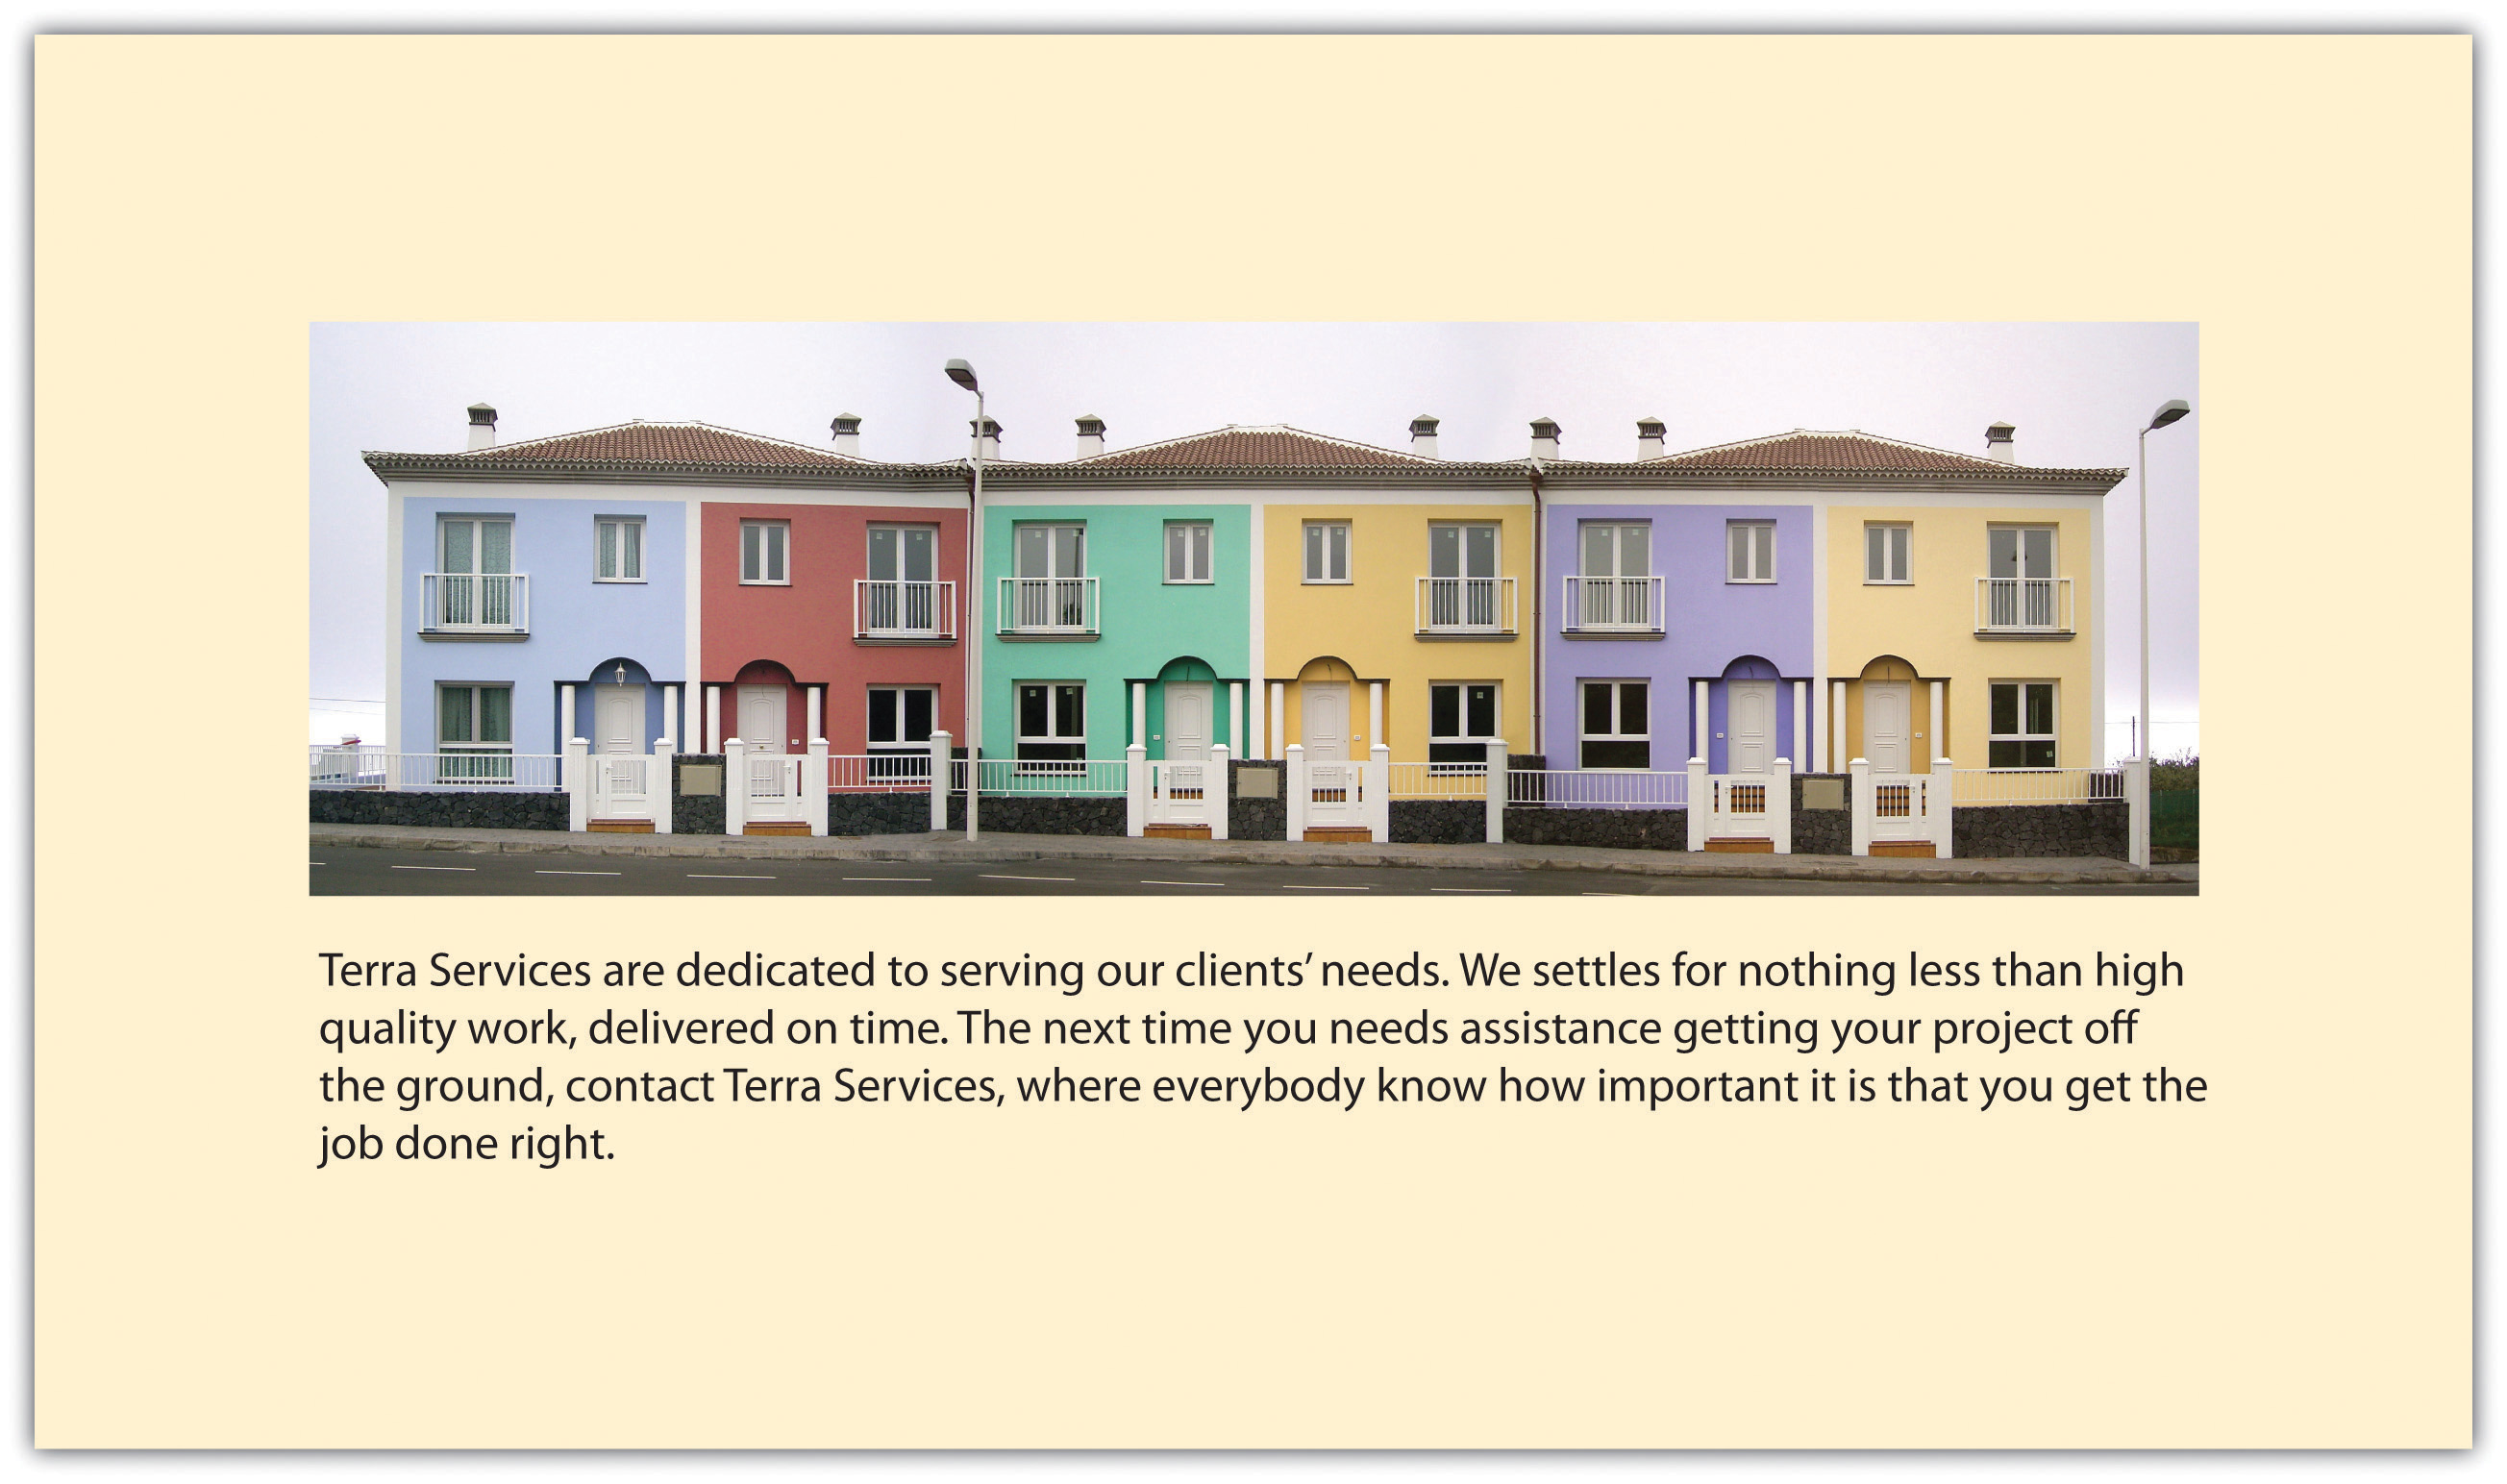 Terra Services are dedicated to serving our clients’ needs. We settles for nothing less than high
quality work, delivered on time. The next time you needs assistance getting your project off
the ground, contact Terra Services, where everybody know how important it is that you get the
job done right.